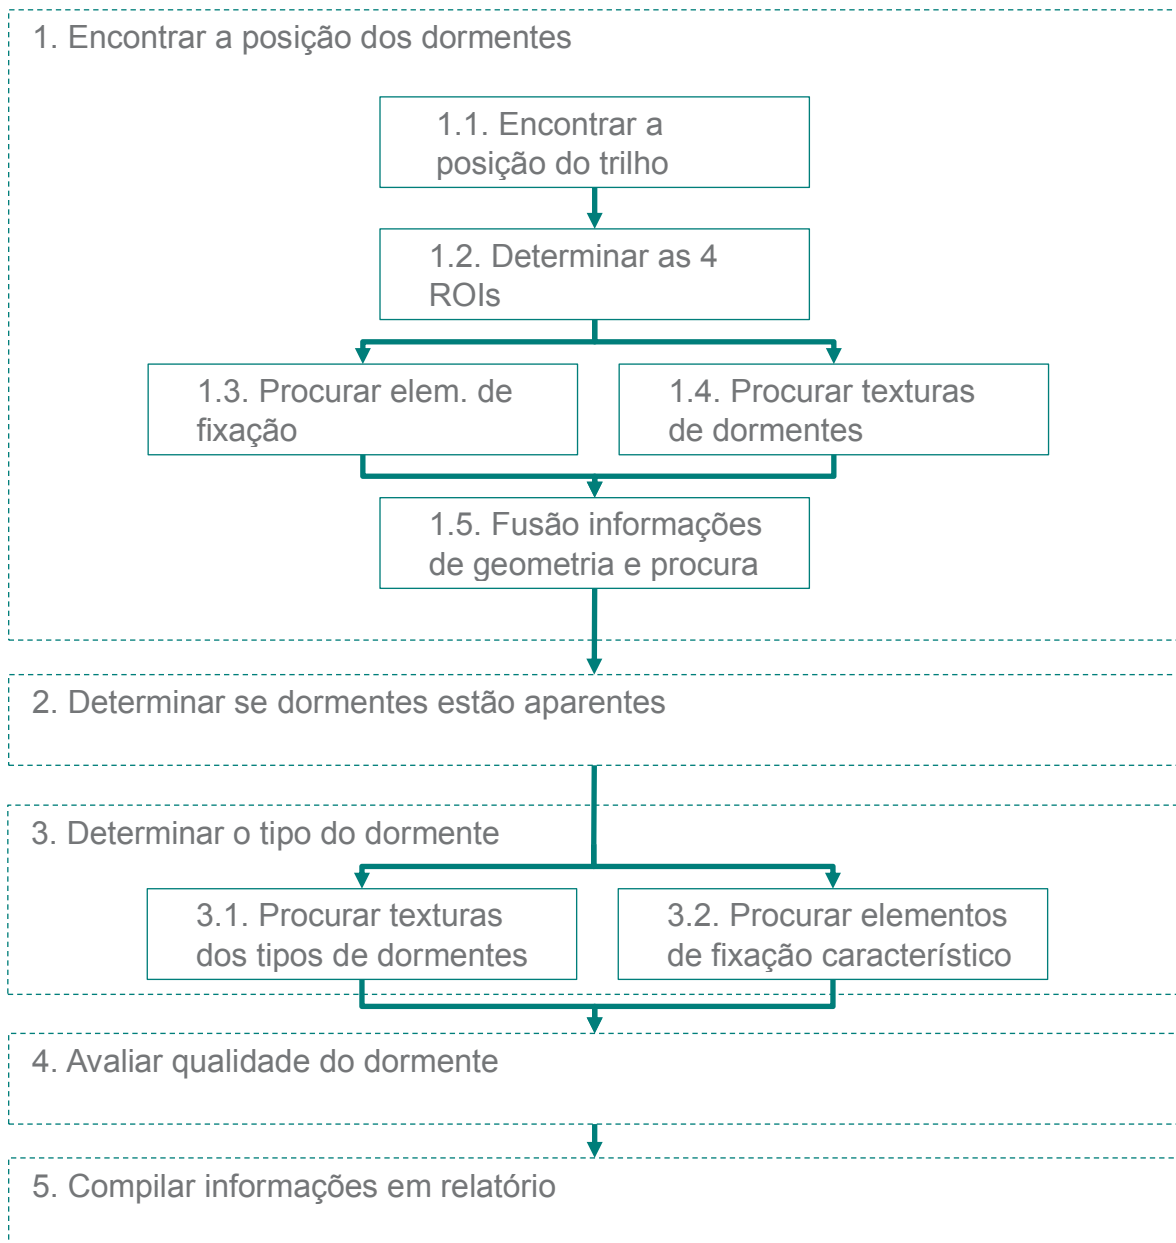 1. Encontrar a posição dos dormentes
1.1. Encontrar a
posição do trilho
1.2. Determinar as 4
ROIs
1.3. Procurar elem. de
fixação
1.4. Procurar texturas
de dormentes
1.5. Fusão informações
de geometria e procura
2. Determinar se dormentes estão aparentes
3. Determinar o tipo do dormente
3.1. Procurar texturas
dos tipos de dormentes
3.2. Procurar elementos
de fixação característico
4. Avaliar qualidade do dormente
5. Compilar informações em relatório